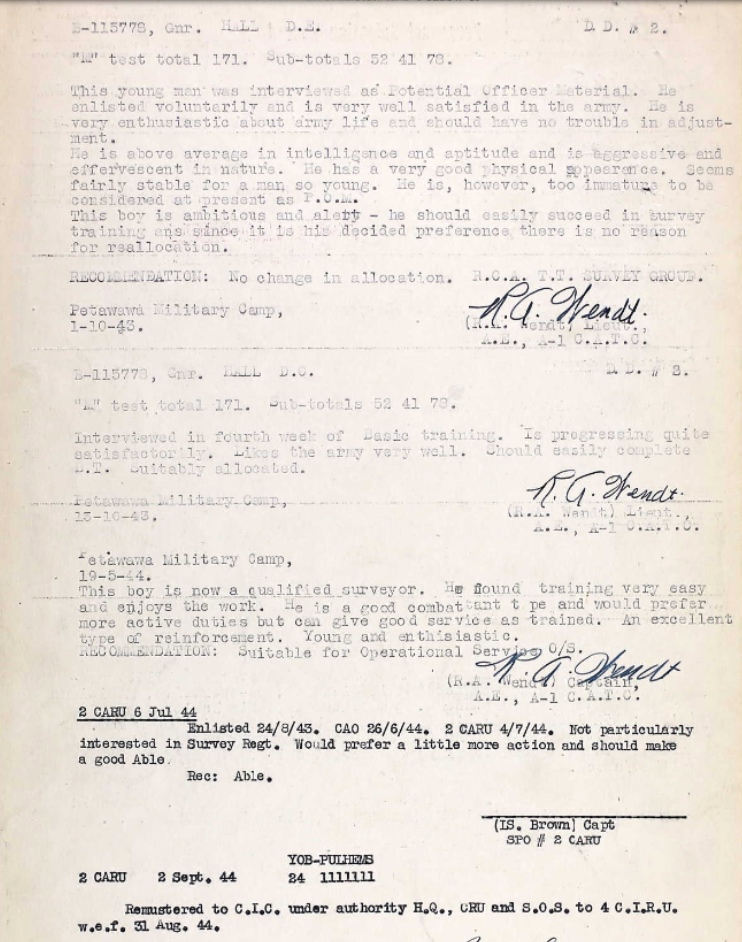 B-115778, Gnr. HALL D.E. D.D. # 2.
"M" test total 171. Sub-totals 52 41 78.
This young man was interviewed as Potential Officer Material. He
enlisted voluntarily and is very well satisfied in the army. He is
very enthusiastic about army life and should have no trouble in adjust-
ment.
He is above average in intelligence and aptitude and is aggressive and
effervescent in nature. He has a very good physical appearance. Seems
fairly stable for a man so young. He is, however, too immature to be
considered at present as P.O.M.
This boy is ambitious and alert - he should easily succeed in survey
training ans since it is his decided preference there is no reason
for reallocation.
RECOMMENDATION: No change in allocation. R.C.A. T.T. SURVEY GROUP.
Petawawa Military Camp,
1-10-43.
R.A. Wendt.
(R.A. Wendt) Lieut.,
A.E., A-1 C.A.T.C.
B-115778, Gnr. HALL D.C. D.D. # 2.
"M" test total 171. Sub-totals 52 41 78.
Interviewed in fourth week of Basic training. Is progressing quite
satisfactorily. Likes the army very well. Should easily complete
B.T. Suitably allocated.
Petawawa Military Camp,
13-10-43.
R.A. Wendt.
(R.A. Wendt) Lieut.,
A.E., A-1 C.A.T.C.
Petawawa Military Camp,
19-5-44.
This boy is now a qualified surveyor. He found training very easy
and enjoys the work. He is a good combattant t pe and would prefer
more active duties but can give good service as trained. An excellent
type of reinforcement. Young and enthisiastic.
RECOMMENDATION: Suitable for Operational Service O/S.
R. A. Wendt
(R.A. Wendt) Captain,
A.E., A-1 C.A.T.C.
2 CARU 6 Jul 44
Enlisted 24/8/43. CAO 26/6/44. 2 CARU 4/7/44. Not particularly
interested in Survey Regt. Would prefer a little more action and should make
a good Able.
Rec: Able.
(IS. Brown) Capt
SPO # 2 CARU
YOB-PULHEMS
2 CARU 2 Sept. 44 24 1111111
Remustered to C.I.C. under authority H.Q., CRU and S.O.S. to 4 C.I.R.U.
w.e.f. 31 Aug. 44.